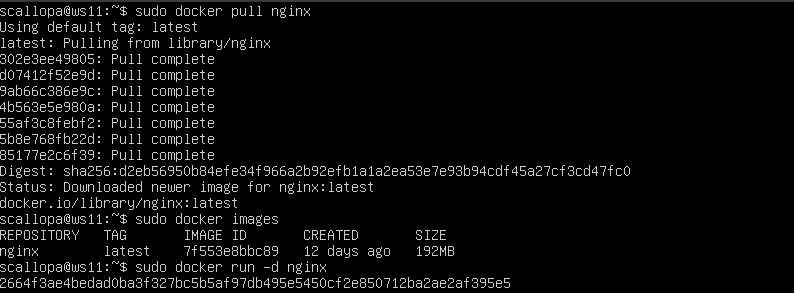 scallopa@ws11:~$ sudo docker pull nginx
Using default tag: latest
latest: Pulling from library/nginx
302e3ee49805: Pull complete
d07412f52e9d: Pull complete
9ab66c386e9c: Pull complete
4b563e5e980a: Pull complete
55af3c8febf2: Pull complete
5b8e768fb22d: Pull complete
85177e2c6f39: Pull complete
Digest: sha256:d2eb56950b84efe34f966a2b92efb1a1a2ea53e7e93b94cdf45a27cf3cd47fc0
Status: Downloaded newer image for nginx:latest
docker.io/library/nginx:latest
scallopa@ws11:~$ sudo docker images
REPOSITORY   TAG       IMAGE ID       CREATED       SIZE
nginx        latest    7f553e8bbc89   12 days ago   192MB
scallopa@ws11:~$ sudo docker run -d nginx
2664f3ae4bedad0ba3f327bc5b5af97db495e5450cf2e850712ba2ae2af395e5